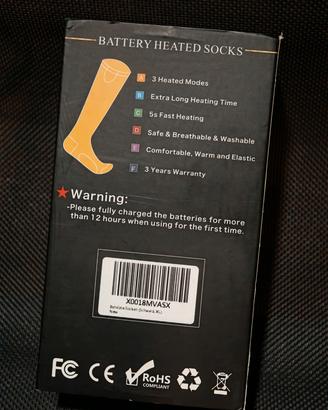 BATTERY HEATED SOCKS
A 3 Heated Modes
B Extra Long Heating Time
C 5s Fast Heating
D Safe & Breathable & Washable
E Comfortable, Warm and Elastic
F 3 Years Warranty
Warning:
-Please fully charged the batteries for more
than 12 hours when using for the first time.
X0018MVASX
FC CE RoHS
COMPLIANT